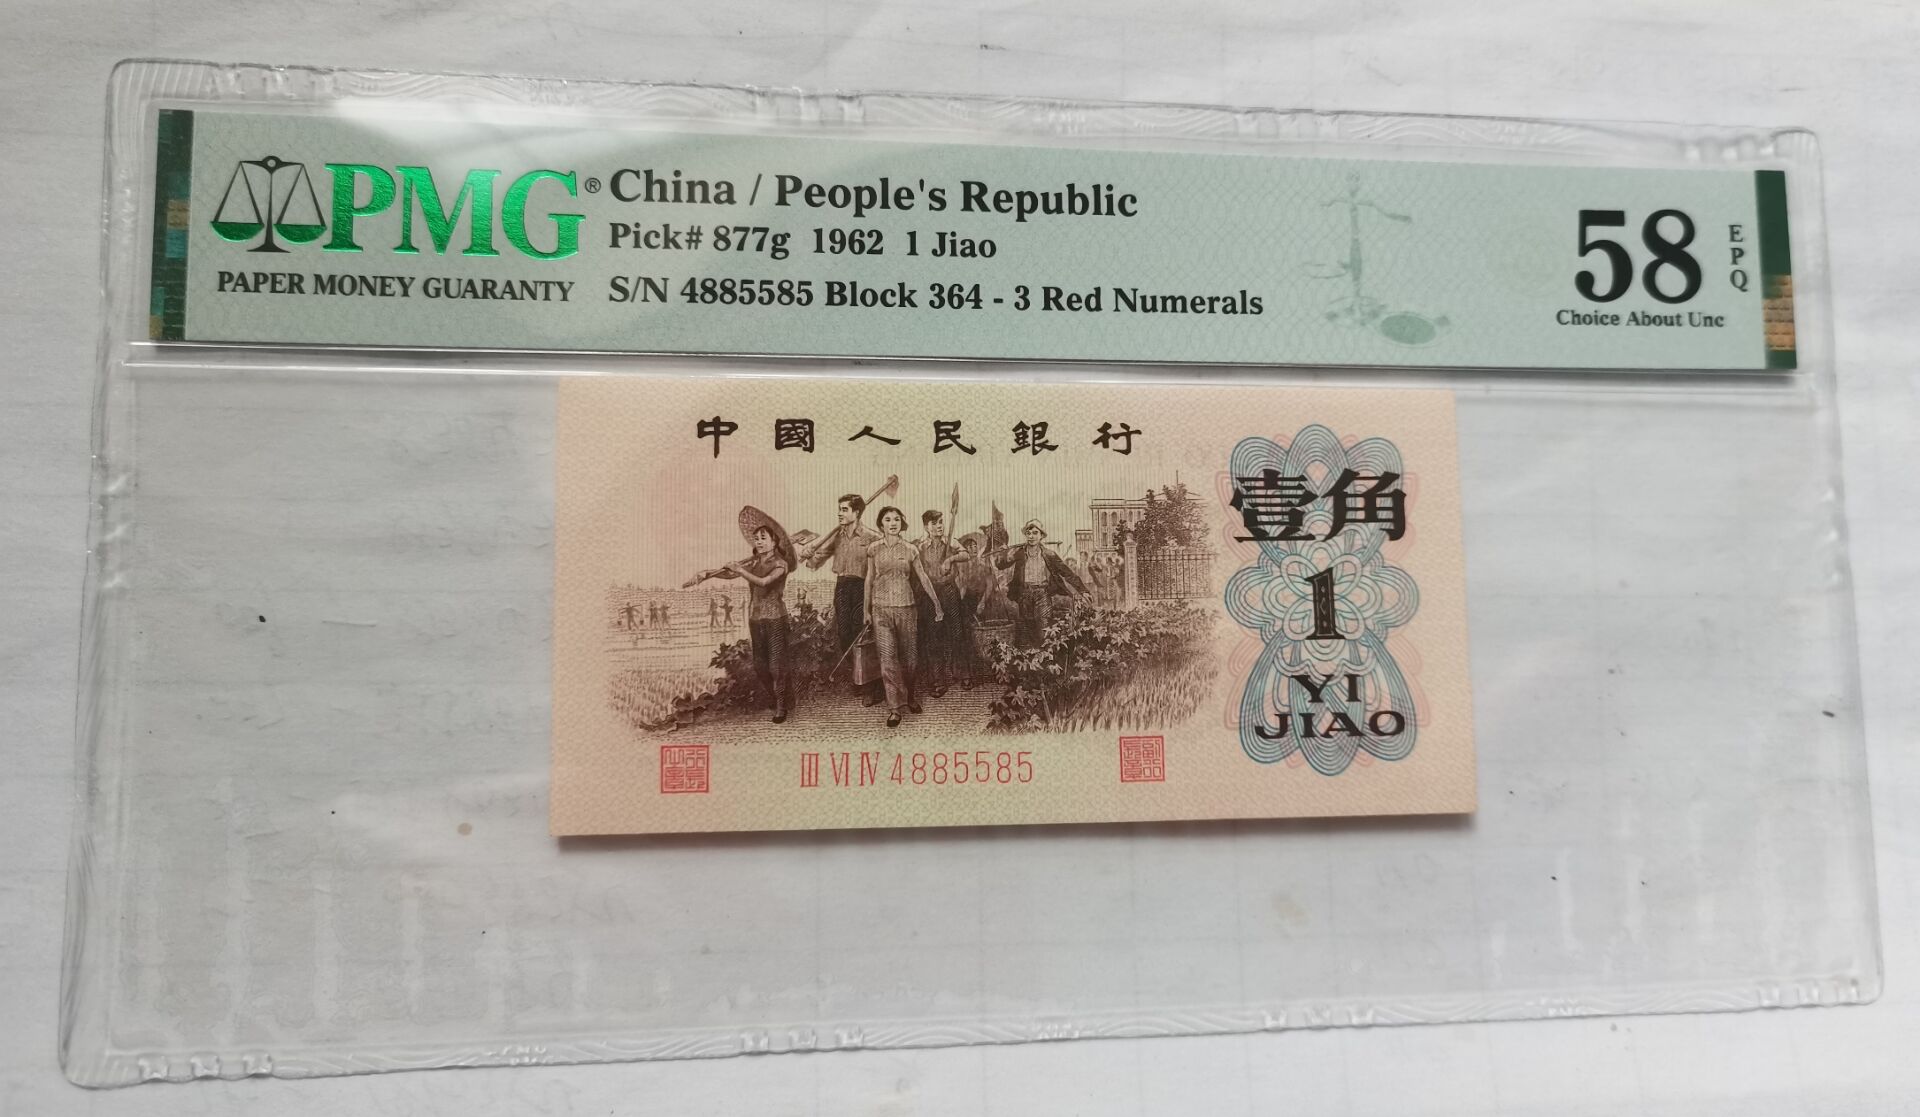 PMG®
PAPER MONEY GUARANTY
China / People's Republic
Pick# 877g 1962 1 Jiao
S/N 4885585 Block 364 - 3 Red Numerals
58
EPQ
Choice About Unc
中國人民銀行
壹角
1
YI
JIAO
III VI IV 4885585